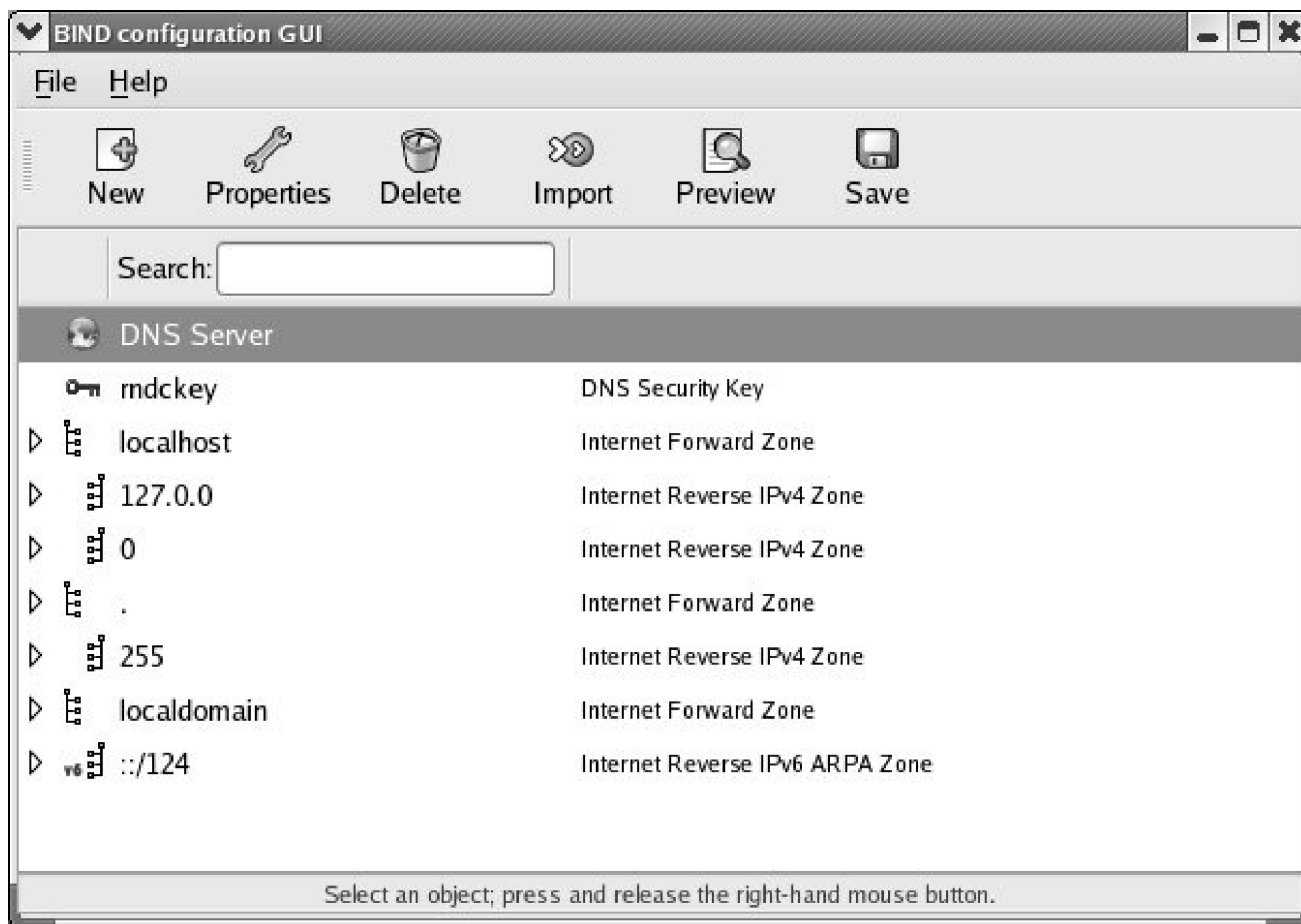 BIND configuration GUI
File Help
New Properties Delete Import Preview Save
Search:
DNS Server
rndckey DNS Security Key
localhost Internet Forward Zone
127.0.0 Internet Reverse IPv4 Zone
0 Internet Reverse IPv4 Zone
. Internet Forward Zone
255 Internet Reverse IPv4 Zone
localdomain Internet Forward Zone
v6 ::/124 Internet Reverse IPv6 ARPA Zone
Select an object; press and release the right-hand mouse button.